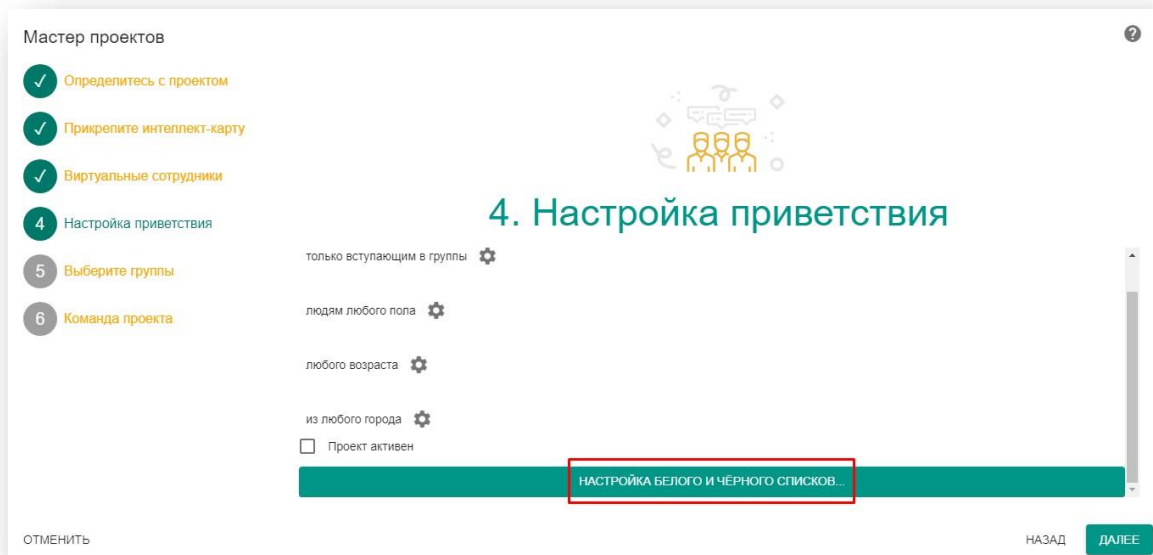 Мастер проектов
?
Определитесь с проектом
Прикрепите интеллект-карту
Виртуальные сотрудники
4 Настройка приветствия
5 Выберите группы
6 Команда проекта
4. Настройка приветствия
только вступающим в группы
людям любого пола
любого возраста
из любого города
Проект активен
НАСТРОЙКА БЕЛОГО И ЧЁРНОГО СПИСКОВ...
ОТМЕНИТЬ
НАЗАД
ДАЛЕЕ